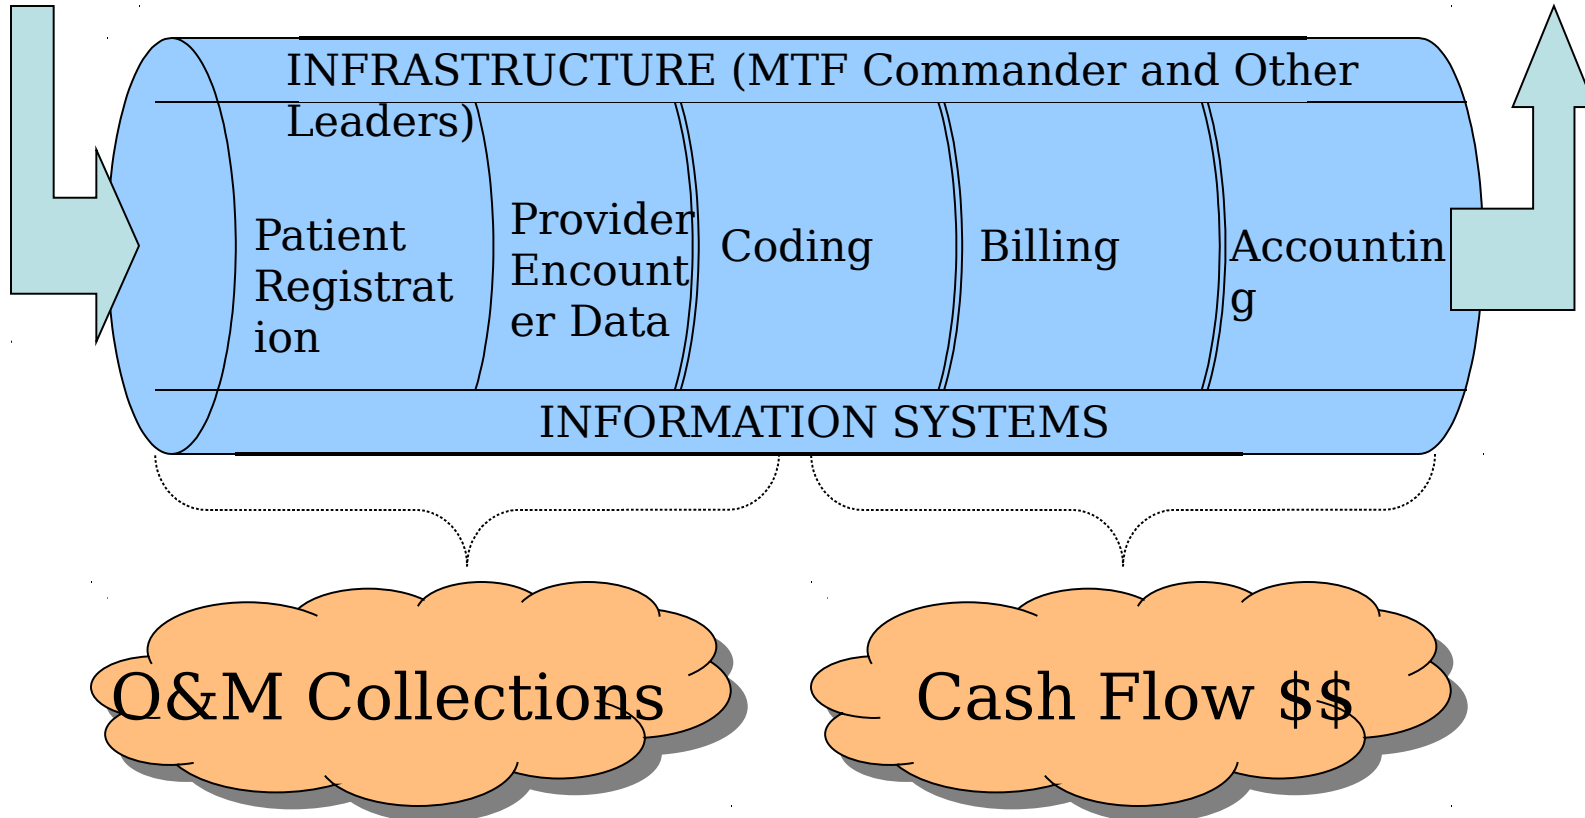 INFRASTRUCTURE (MTF Commander and Other
Leaders)
Patient
Registrat
ion
Provider
Encount
er Data
Coding
Billing
Accountin
g
INFORMATION SYSTEMS
O&M Collections
Cash Flow $$